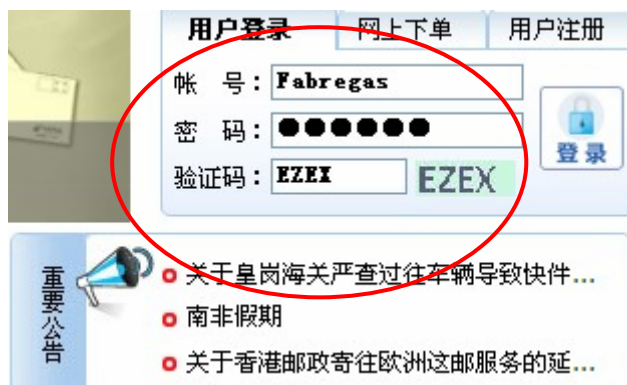 用户登录 网上下单 用户注册
帐 号：Fabregas
密 码：●●●●●●
验证码：EZEX EZEX
登 录
重要公告
关于皇岗海关严查过往车辆导致快件...
南非假期
关于香港邮政寄往欧洲这邮服务的延...